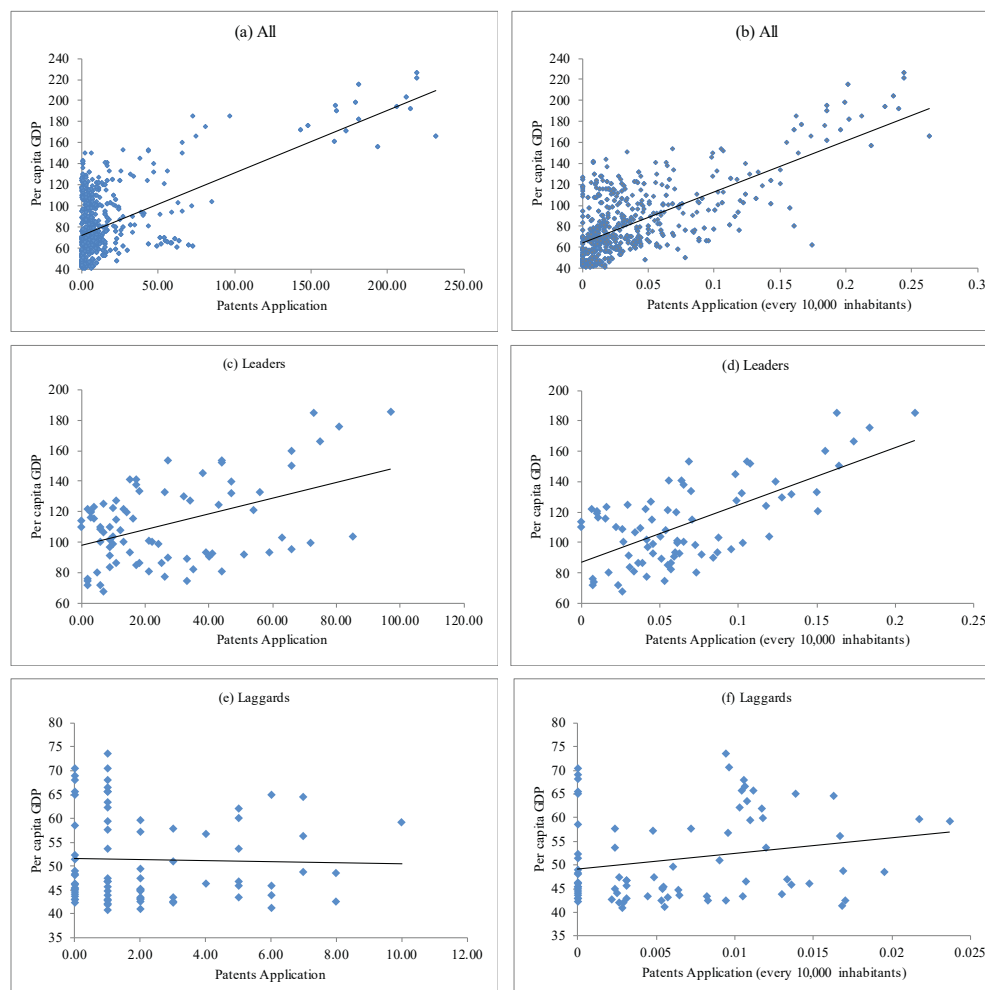 (a) All
240
220
200
180
160
140
120
100
80
60
40
Per capita GDP
0.00 50.00 100.00 150.00 200.00 250.00
Patents Application
(b) All
240
220
200
180
160
140
120
100
80
60
40
Per capita GDP
0 0.05 0.1 0.15 0.2 0.25 0.3
Patents Application (every 10,000 inhabitants)
(c) Leaders
200
180
160
140
120
100
80
60
Per capita GDP
0.00 20.00 40.00 60.00 80.00 100.00 120.00
Patents Application
(d) Leaders
200
180
160
140
120
100
80
60
Per capita GDP
0 0.05 0.1 0.15 0.2 0.25
Patents Application (every 10,000 inhabitants)
(e) Laggards
80
75
70
65
60
55
50
45
40
35
Per capita GDP
0.00 2.00 4.00 6.00 8.00 10.00 12.00
Patents Application
(f) Laggards
80
75
70
65
60
55
50
45
40
35
Per capita GDP
0 0.005 0.01 0.015 0.02 0.025
Patents Application (every 10,000 inhabitants)